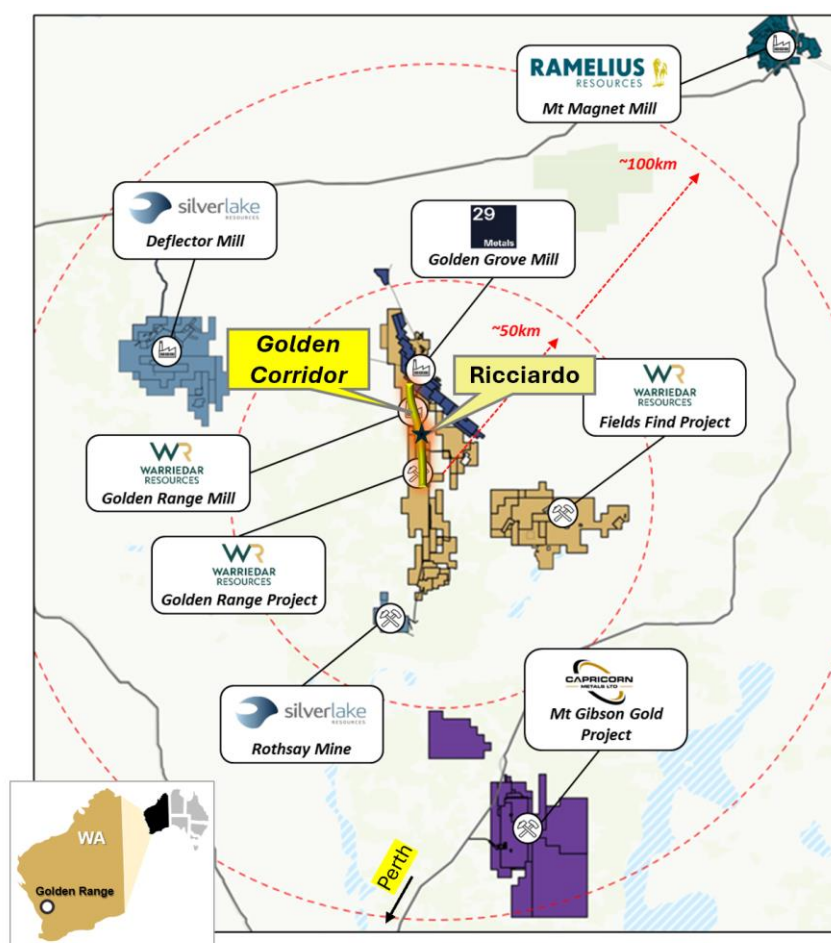 RAMELIUS
RESOURCES
Mt Magnet Mill
~100km
silverlake
RESOURCES
Deflector Mill
29
Metals
Golden Grove Mill
~50km
Golden
Corridor
Ricciardo
WR
WARRIEDAR
RESOURCES
Fields Find Project
WR
WARRIEDAR
RESOURCES
Golden Range Mill
WR
WARRIEDAR
RESOURCES
Golden Range Project
silverlake
RESOURCES
Rothsay Mine
CAPRICORN
METALS LTD
Mt Gibson Gold
Project
WA
Golden Range
Perth